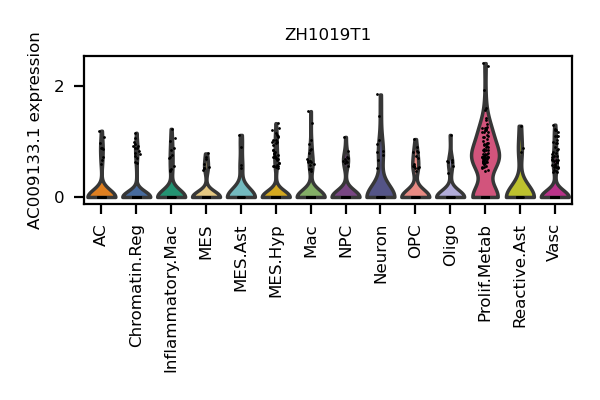 ZH1019T1
AC009133.1 expression
2
0
AC
Chromatin.Reg
Inflammatory.Mac
MES
MES.Ast
MES.Hyp
Mac
NPC
Neuron
OPC
Oligo
Prolif.Metab
Reactive.Ast
Vasc